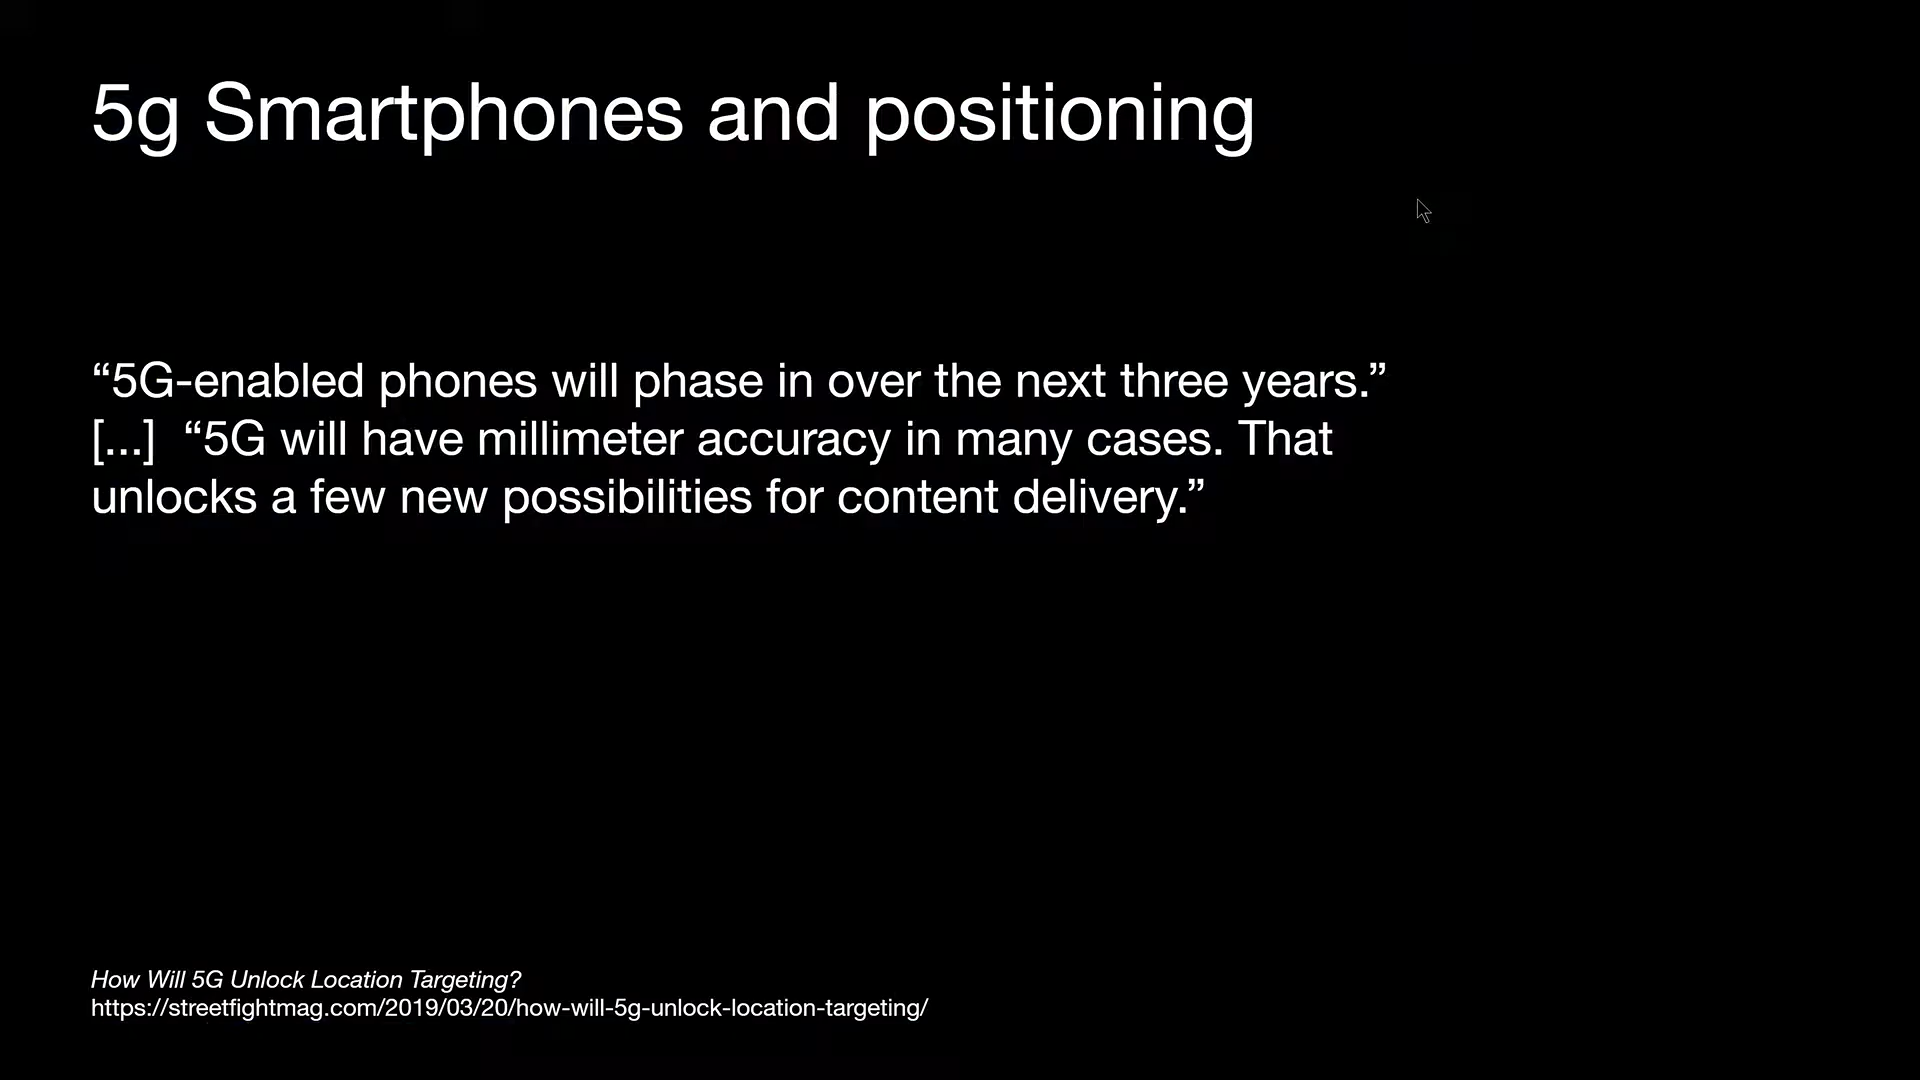 5g Smartphones and positioning
“5G-enabled phones will phase in over the next three years.”
[...]  “5G will have millimeter accuracy in many cases. That
unlocks a few new possibilities for content delivery.”
How Will 5G Unlock Location Targeting?
https://streetfightmag.com/2019/03/20/how-will-5g-unlock-location-targeting/